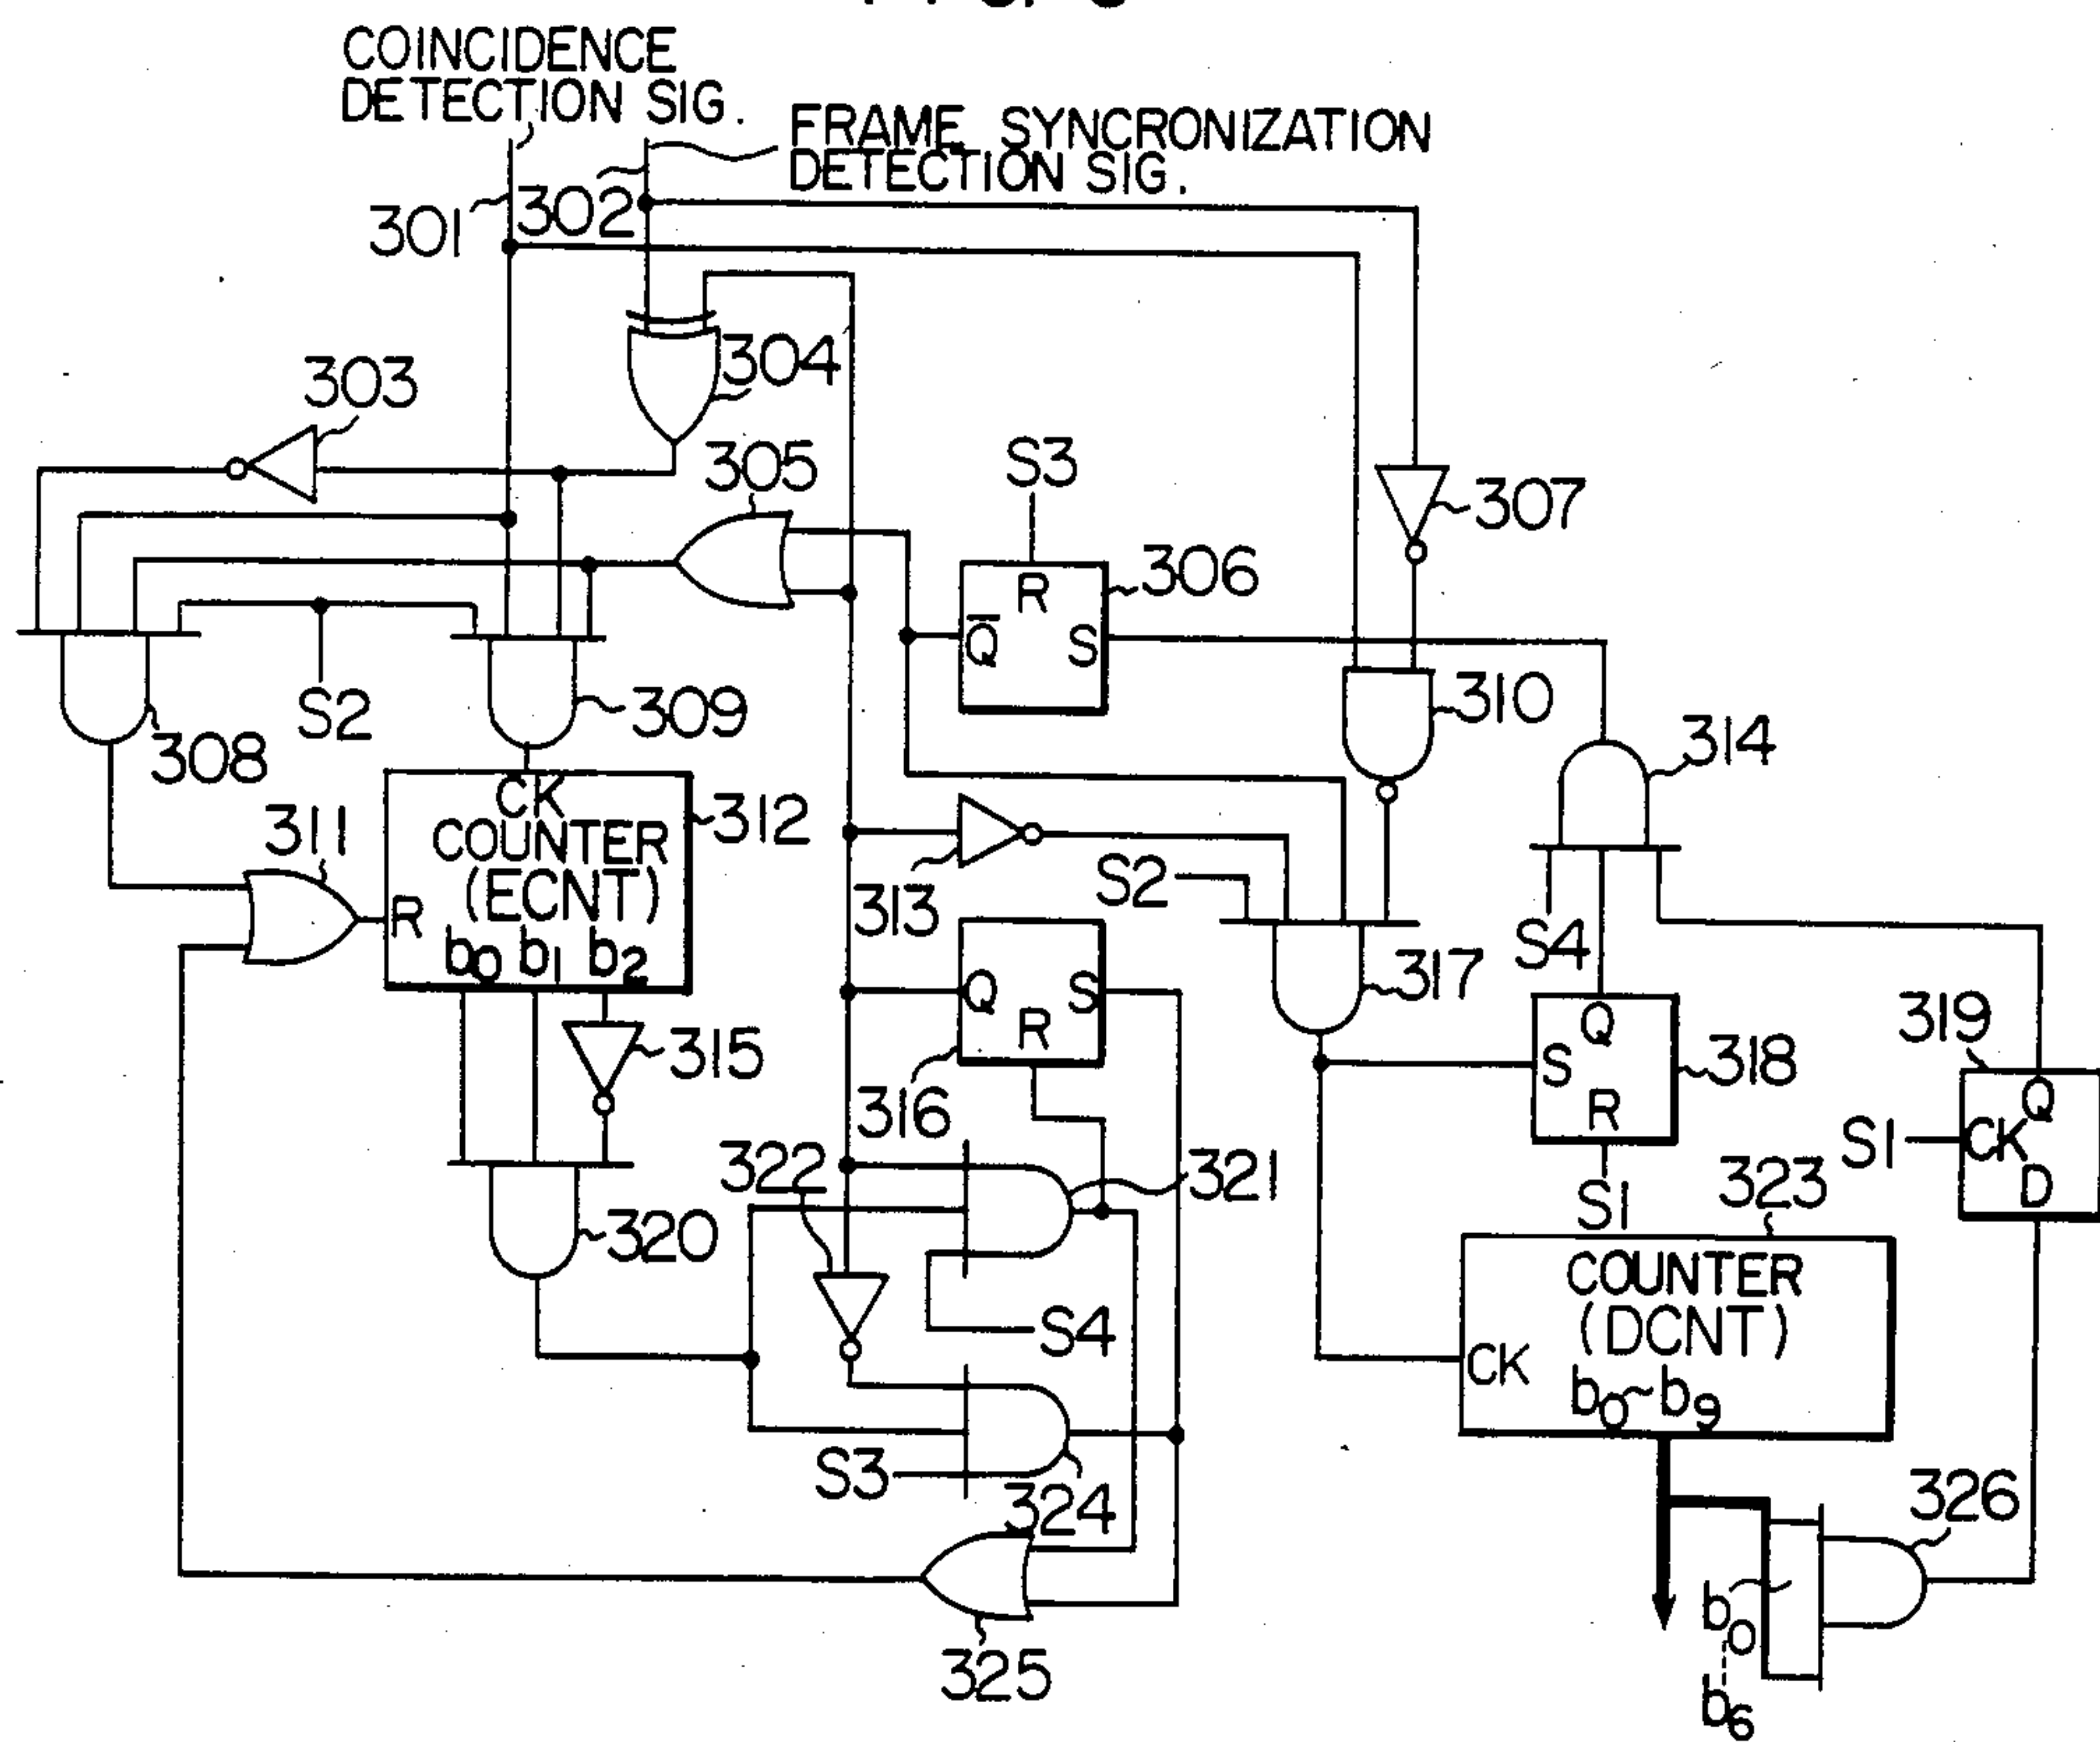 COINCIDENCE
DETECTION SIG.
FRAME SYNCRONIZATION
DETECTION SIG.
301
302
304
303
305
S3
307
306
R
Q̅
S
S2
309
310
308
314
311
CK
COUNTER
(ECNT)
b0 b1 b2
R
312
313
S2
S4
317
315
Q
S
R
316
319
Q
S
R
318
S1
Q
CK
D
S1
322
321
323
320
S4
COUNTER
(DCNT)
CK
b0~b9
S3
324
326
325
b0
b6